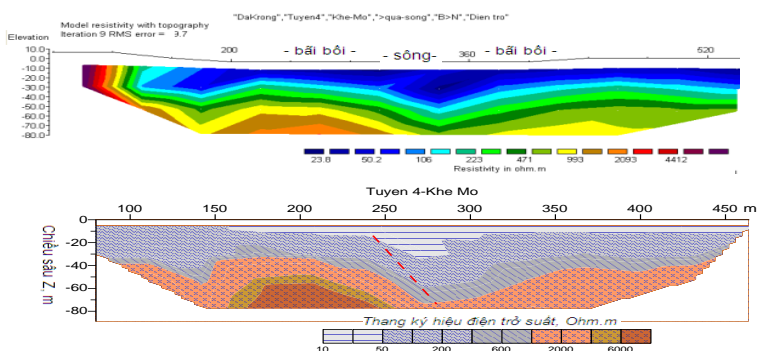 "DaKrong","Tuyen4","Khe-Mo",">qua-song","B>N","Dien tro"
Model resistivity with topography
Iteration 9 RMS error = 3.7
Elevation
200 - bãi bồi - - sông- 360 - bãi bồi - 520
10.0
0.0
-10.0
-20.0
-30.0
-40.0
-50.0
-60.0
-70.0
-80.0
23.8 50.2 106 223 471 993 2093 4412
Resistivity in ohm.m
Tuyen 4-Khe Mo
100 150 200 250 300 350 400 450 m
Chiều sâu Z, m
0
-20
-40
-60
-80
Thang ký hiệu điện trở suất, Ohm.m
10 50 200 600 2000 6000